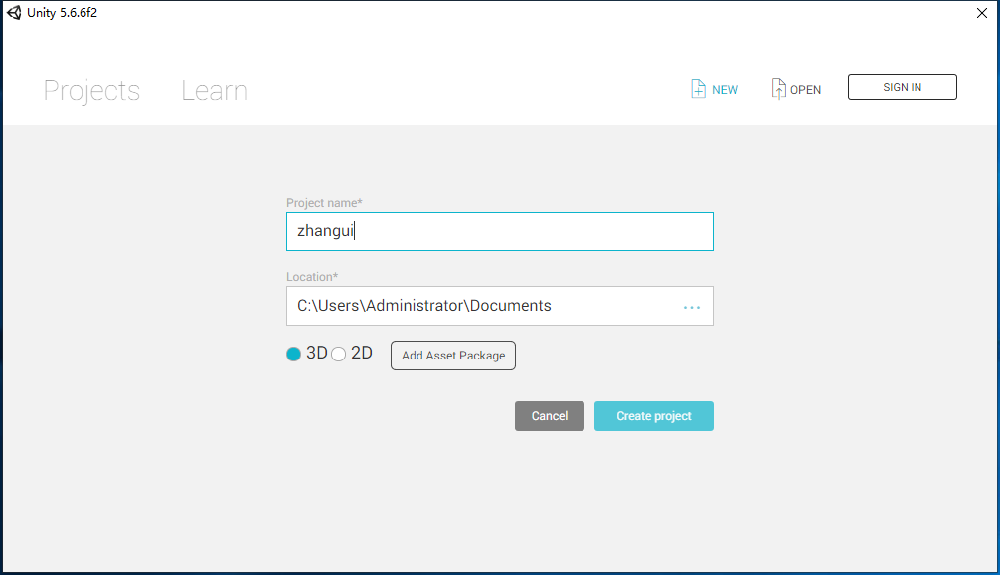 Unity 5.6.6f2
Projects Learn NEW OPEN SIGN IN
Project name*
zhangui
Location*
C:\Users\Administrator\Documents ...
3D 2D Add Asset Package
Cancel Create project